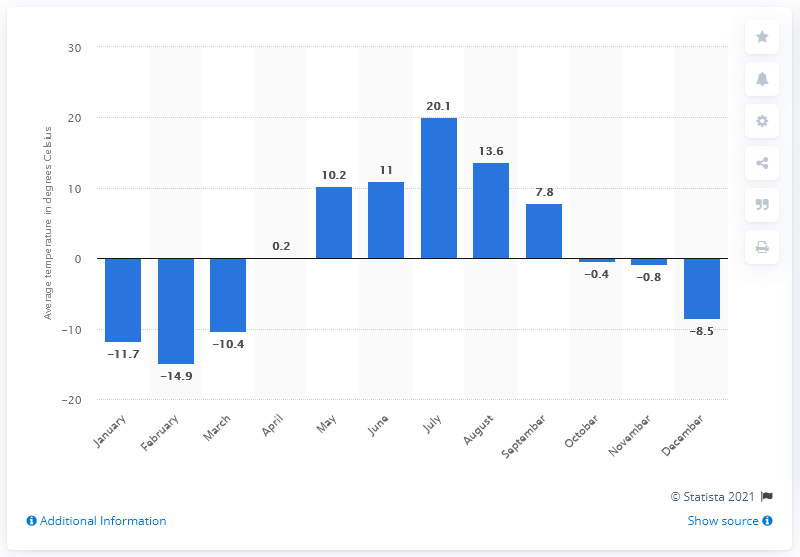 30
20
10
0
−10
−20
Average temperature in degrees Celsius
−11.7
−14.9
−10.4
0.2
10.2
11
20.1
13.6
7.8
−0.4
−0.8
−8.5
January
February
March
April
May
June
July
August
September
October
November
December
© Statista 2021
Additional Information
Show source